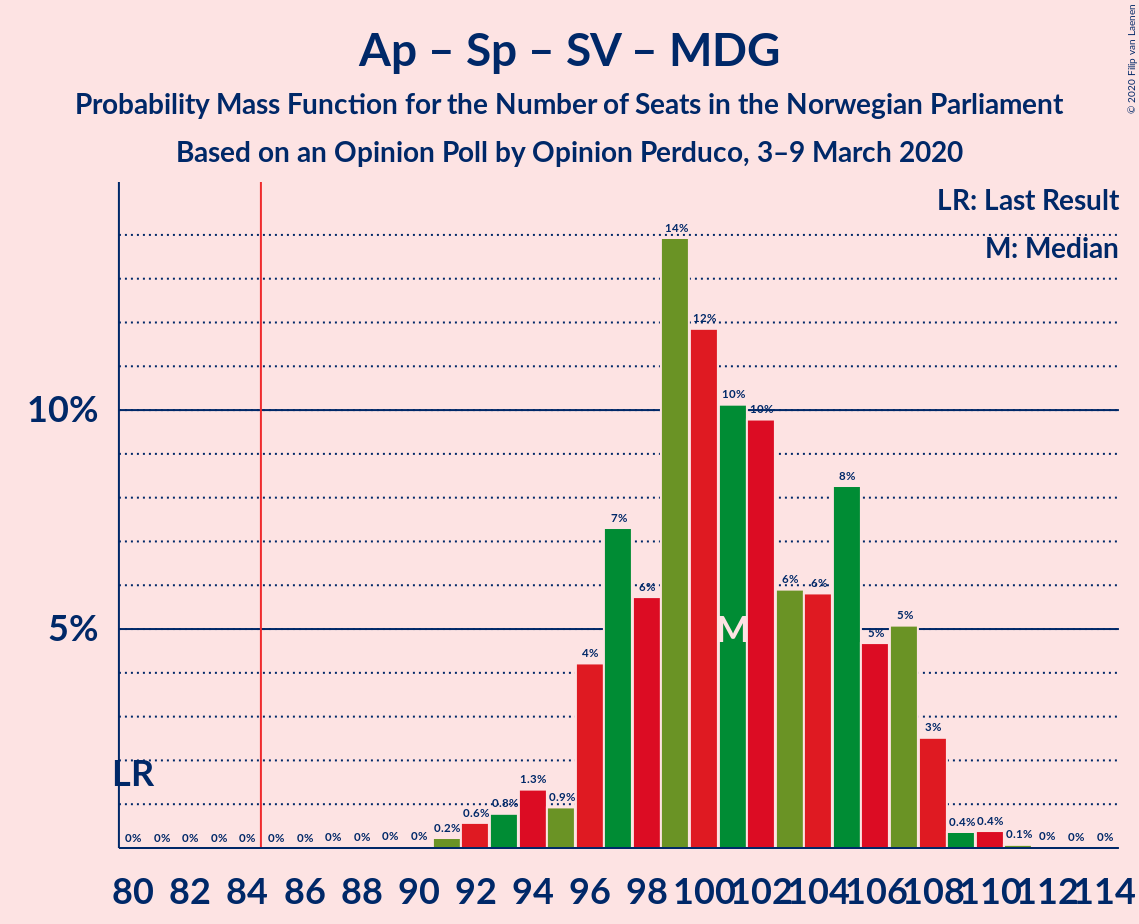 Ap – Sp – SV – MDG
Probability Mass Function for the Number of Seats in the Norwegian Parliament
Based on an Opinion Poll by Opinion Perduco, 3–9 March 2020
© 2020 Filip van Laenen
LR: Last Result
M: Median
10%
5%
LR
M
0% 0% 0% 0% 0% 0% 0% 0% 0% 0% 0% 0.2% 0.6% 0.8% 1.3% 0.9% 4% 7% 6% 14% 12% 10% 10% 6% 6% 8% 5% 5% 3% 0.4% 0.4% 0.1% 0% 0% 0%
80 82 84 86 88 90 92 94 96 98 100 102 104 106 108 110 112 114